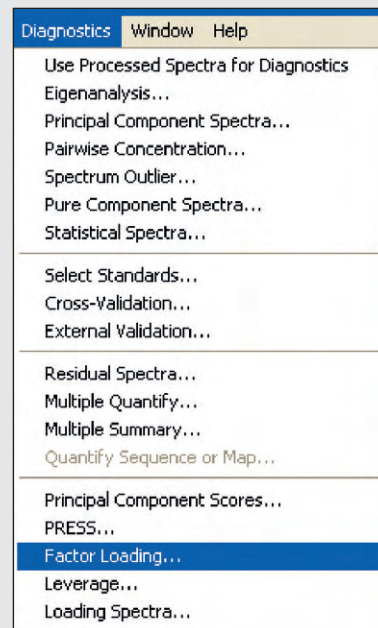 Diagnostics Window Help
Use Processed Spectra for Diagnostics
Eigenanalysis...
Principal Component Spectra...
Pairwise Concentration...
Spectrum Outlier...
Pure Component Spectra...
Statistical Spectra...
Select Standards...
Cross-Validation...
External Validation...
Residual Spectra...
Multiple Quantify...
Multiple Summary...
Quantify Sequence or Map...
Principal Component Scores...
PRESS...
Factor Loading...
Leverage...
Loading Spectra...